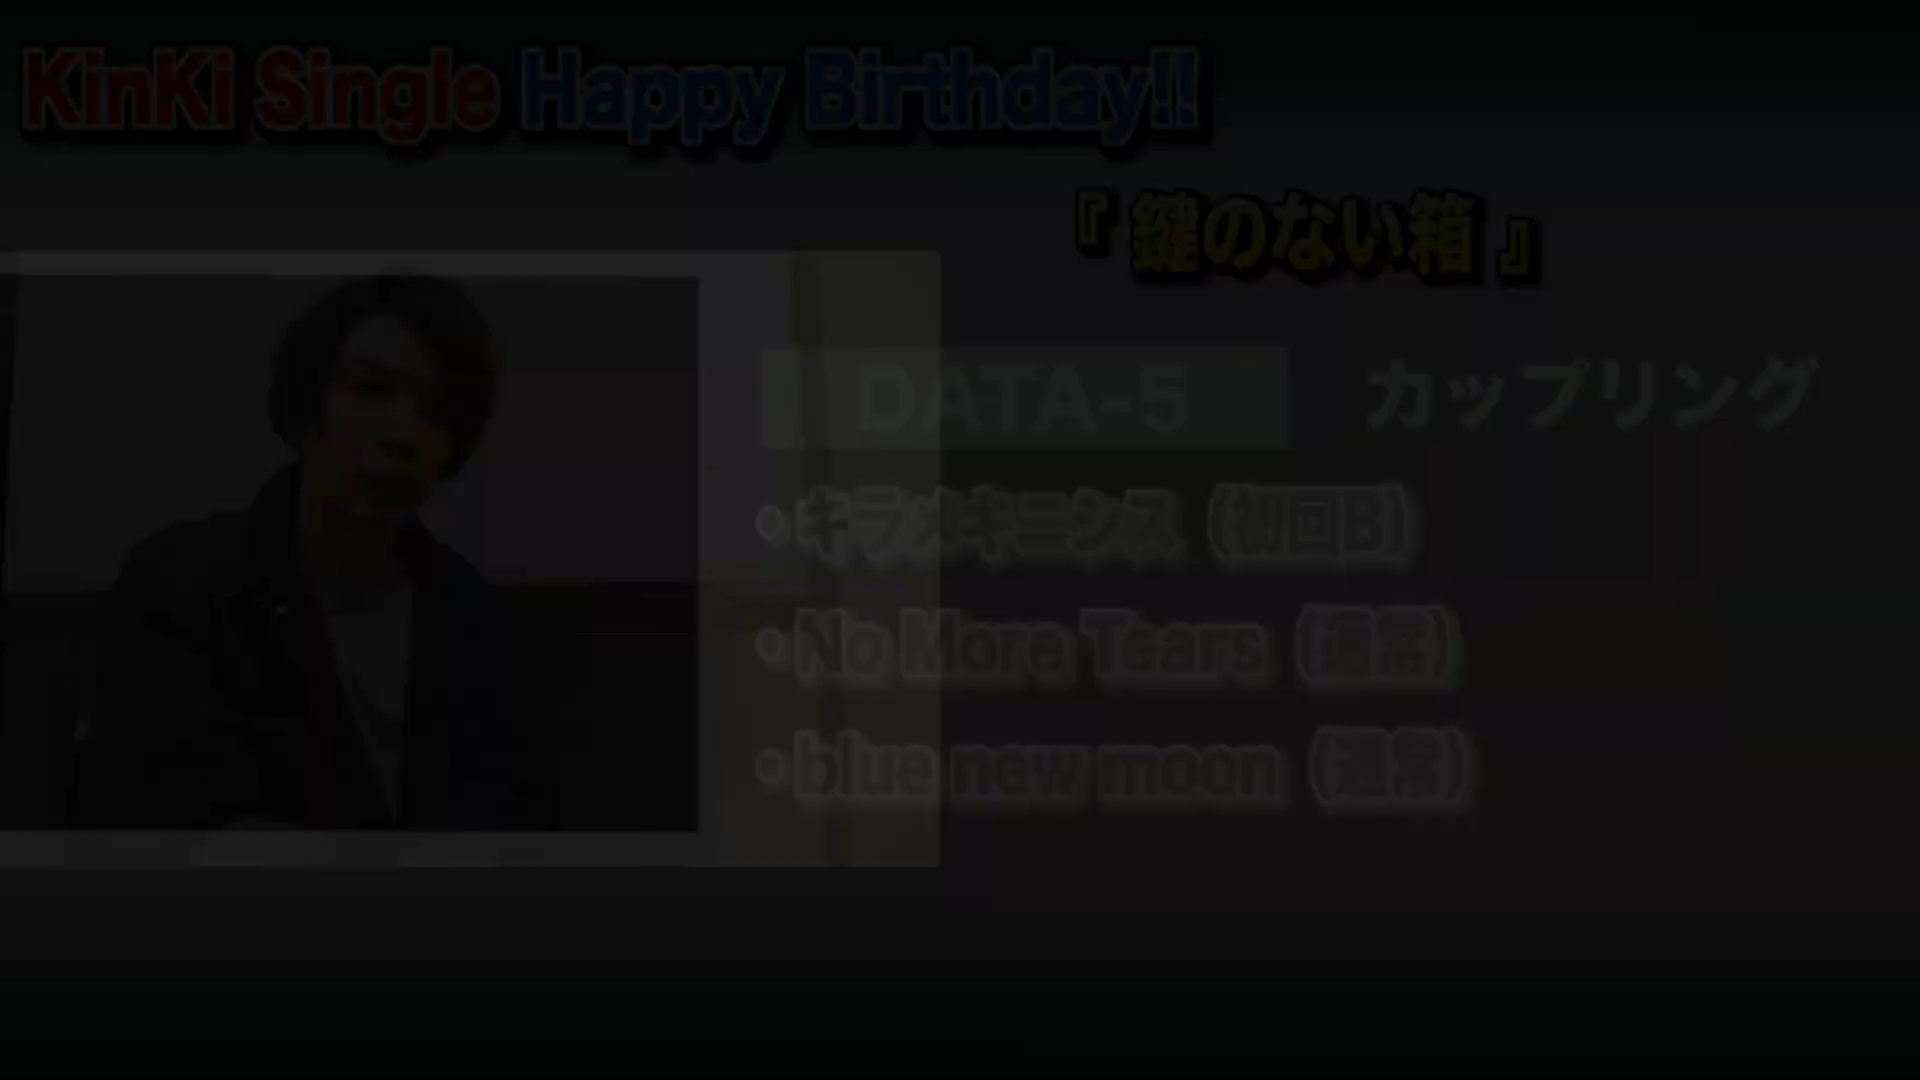 KinKi Single Happy Birthday!!
『 鍵のない箱 』
DATA-5 カップリング
•キラメキニシス (初回B)
•No More Tears (通常)
•blue new moon (通常)